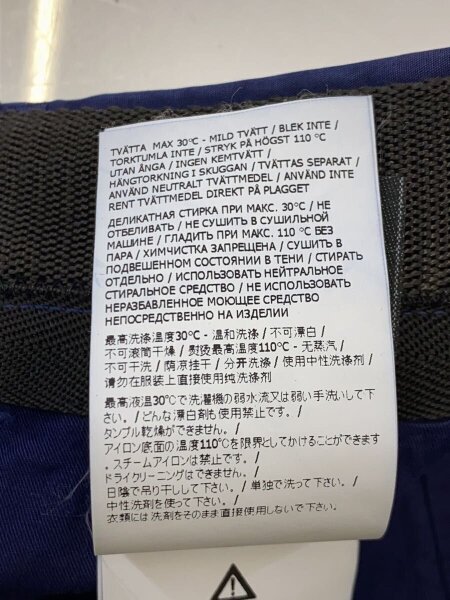 TVÄTTA MAX 30°C - MILD TVÄTT / BLEK INTE /
TORKTUMLA INTE / STRYK PÅ HÖGST 110 °C
UTAN ÅNGA / INGEN KEMTVÄTT /
HÄNGTORKNING I SKUGGAN / TVÄTTAS SEPARAT /
ANVÄND NEUTRALT TVÄTTMEDEL / ANVÄND INTE
RENT TVÄTTMEDEL DIREKT PÅ PLAGGET
ДЕЛИКАТНАЯ СТИРКА ПРИ МАКС. 30°C / НЕ
ОТБЕЛИВАТЬ / НЕ СУШИТЬ В СУШИЛЬНОЙ
МАШИНЕ / ГЛАДИТЬ ПРИ МАКС. 110 °C БЕЗ
ПАРА / ХИМЧИСТКА ЗАПРЕЩЕНА / СУШИТЬ В
ПОДВЕШЕННОМ СОСТОЯНИИ В ТЕНИ / СТИРАТЬ
ОТДЕЛЬНО / ИСПОЛЬЗОВАТЬ НЕЙТРАЛЬНОЕ
СТИРАЛЬНОЕ СРЕДСТВО / НЕ ИСПОЛЬЗОВАТЬ
НЕРАЗБАВЛЕННОЕ МОЮЩЕЕ СРЕДСТВО
НЕПОСРЕДСТВЕННО НА ИЗДЕЛИИ
最高洗涤温度30°C - 温和洗涤 / 不可漂白 /
不可滚筒干燥 / 熨烫最高温度110°C - 无蒸汽 /
不可干洗 / 荫凉挂干 / 分开洗涤 / 使用中性洗涤剂 /
请勿在服装上直接使用纯洗涤剂
最高液温30℃で洗濯機の弱水流又は弱い手洗いして下
さい。/ どんな漂白剤も使用禁止です。/
タンブル乾燥ができません。/
アイロン底面の温度110℃を限界としてかけることができます
。スチームアイロンは禁止です。/
ドライクリーニングはできません。/
日陰で吊り干しして下さい。/ 単独で洗って下さい。/
中性洗剤を使って下さい。/
衣類には洗剤をそのまま直接使用しないで下さい。